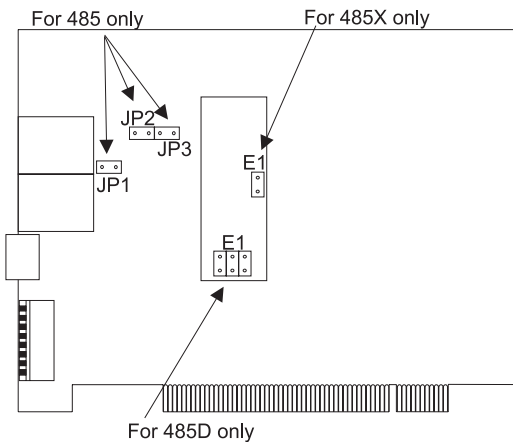 For 485 only
For 485X only
JP2
JP3
JP1
E1
E1
For 485D only